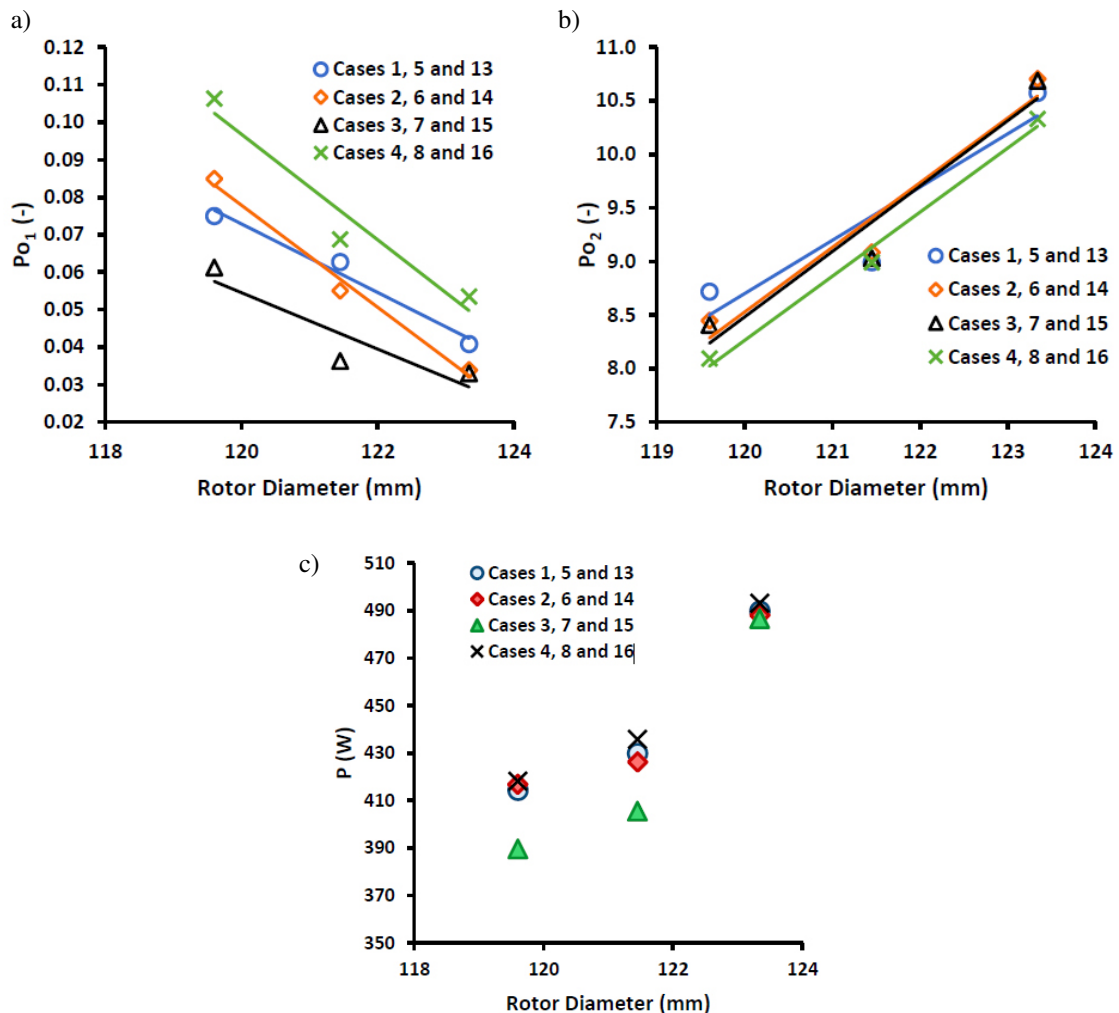 a)
0.12
0.11
0.10
0.09
0.08
0.07
0.06
0.05
0.04
0.03
0.02
Po1 (-)
118
120
122
124
Rotor Diameter (mm)
Cases 1, 5 and 13
Cases 2, 6 and 14
Cases 3, 7 and 15
Cases 4, 8 and 16
b)
11.0
10.5
10.0
9.5
9.0
8.5
8.0
7.5
Po2 (-)
119
120
121
122
123
124
Rotor Diameter (mm)
Cases 1, 5 and 13
Cases 2, 6 and 14
Cases 3, 7 and 15
Cases 4, 8 and 16
c)
510
490
470
450
430
410
390
370
350
P (W)
118
120
122
124
Rotor Diameter (mm)
Cases 1, 5 and 13
Cases 2, 6 and 14
Cases 3, 7 and 15
Cases 4, 8 and 16